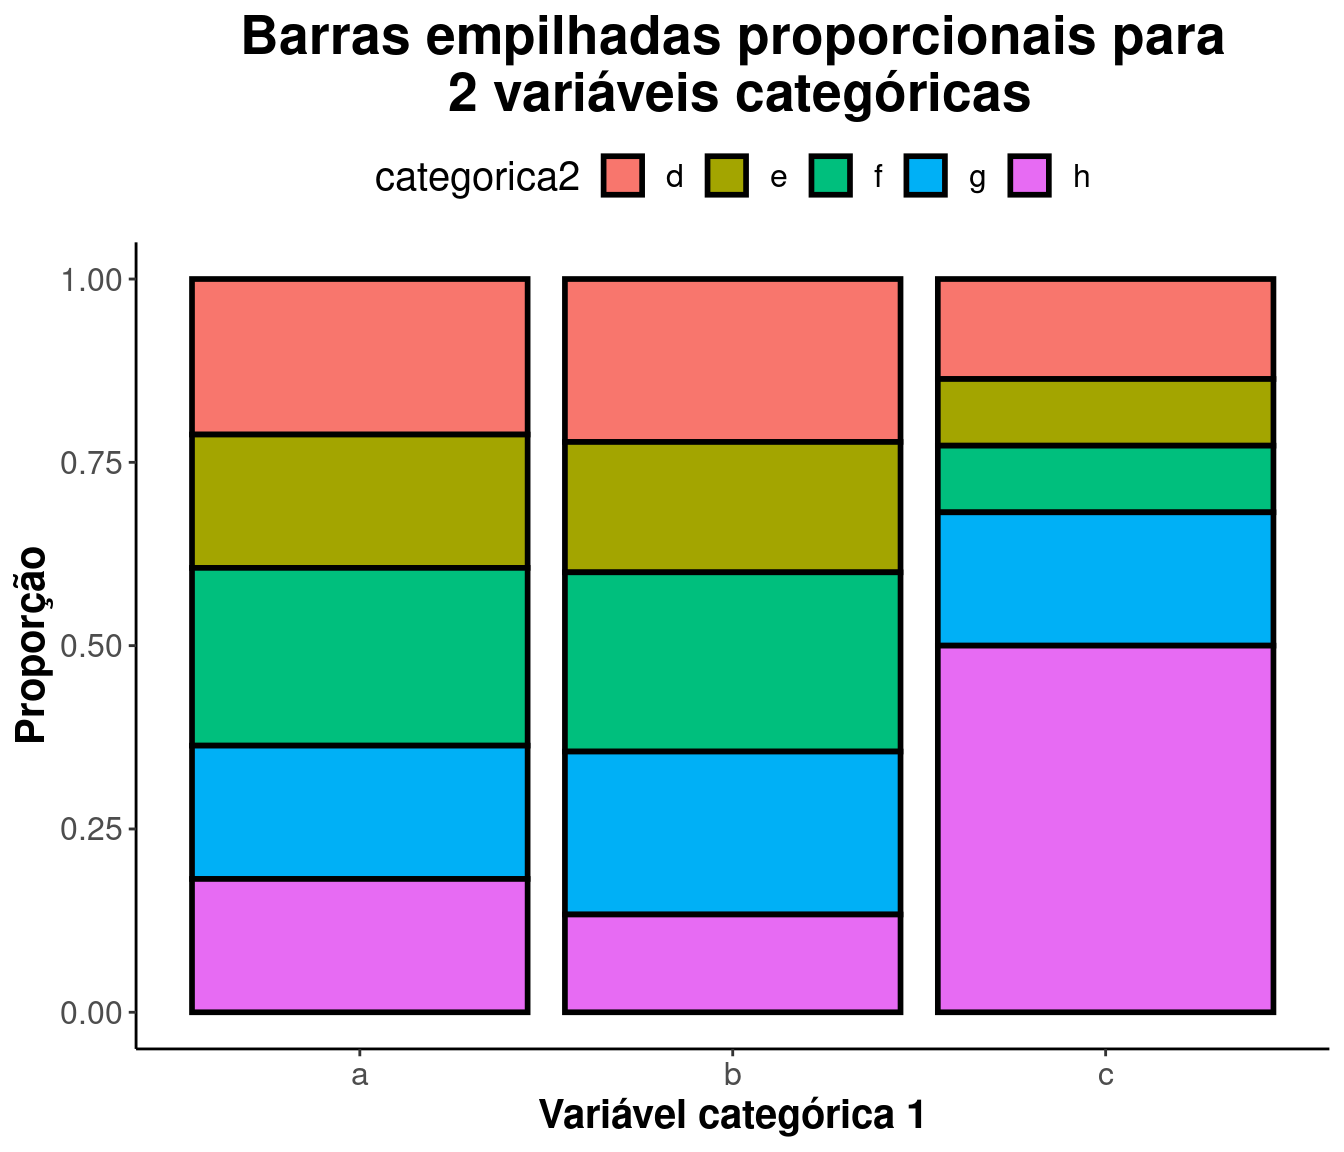 Barras empilhadas proporcionais para
2 variáveis categóricas
categorica2 d e f g h
1.00
0.75
0.50
0.25
0.00
Proporção
a b c
Variável categórica 1